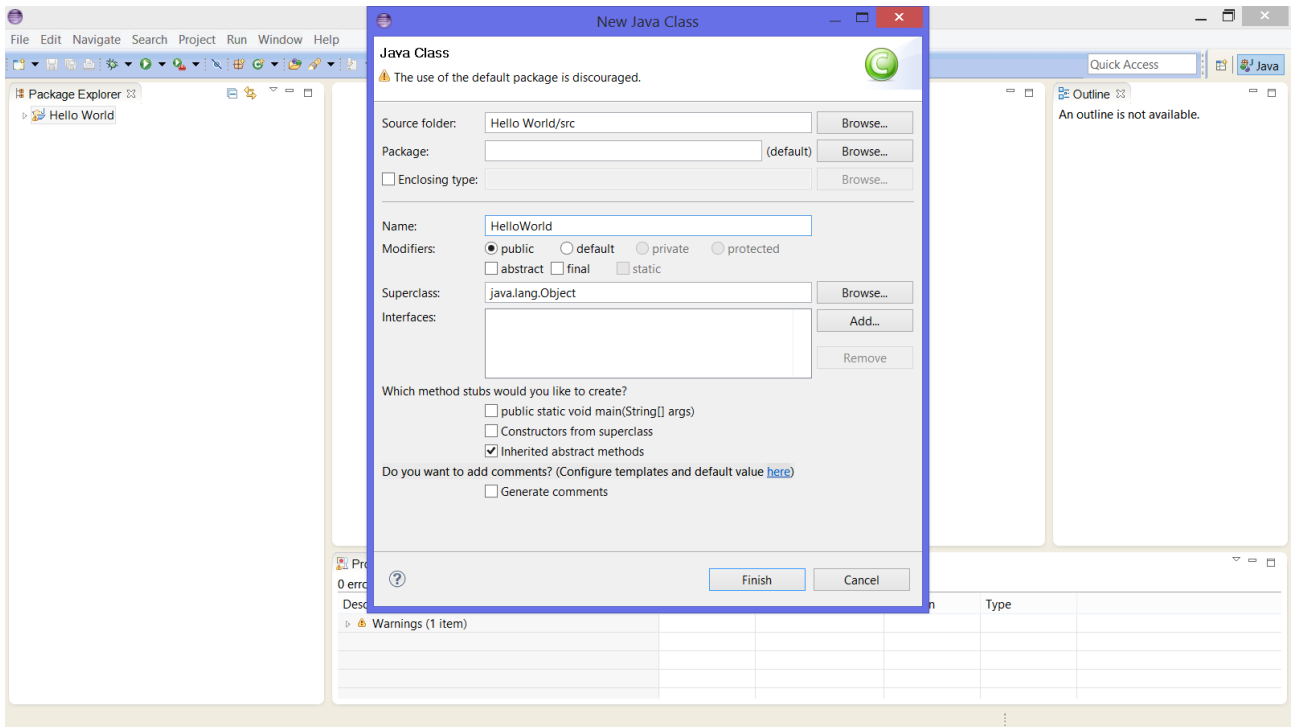 New Java Class
File Edit Navigate Search Project Run Window Help
Java Class
The use of the default package is discouraged.
Quick Access
Java
Package Explorer
Hello World
Outline
An outline is not available.
Source folder: Hello World/src Browse...
Package: (default) Browse...
Enclosing type: Browse...
Name: HelloWorld
Modifiers: public default private protected
abstract final static
Superclass: java.lang.Object Browse...
Interfaces: Add...
Remove
Which method stubs would you like to create?
public static void main(String[] args)
Constructors from superclass
Inherited abstract methods
Do you want to add comments? (Configure templates and default value here)
Generate comments
Finish Cancel
Type
Warnings (1 item)